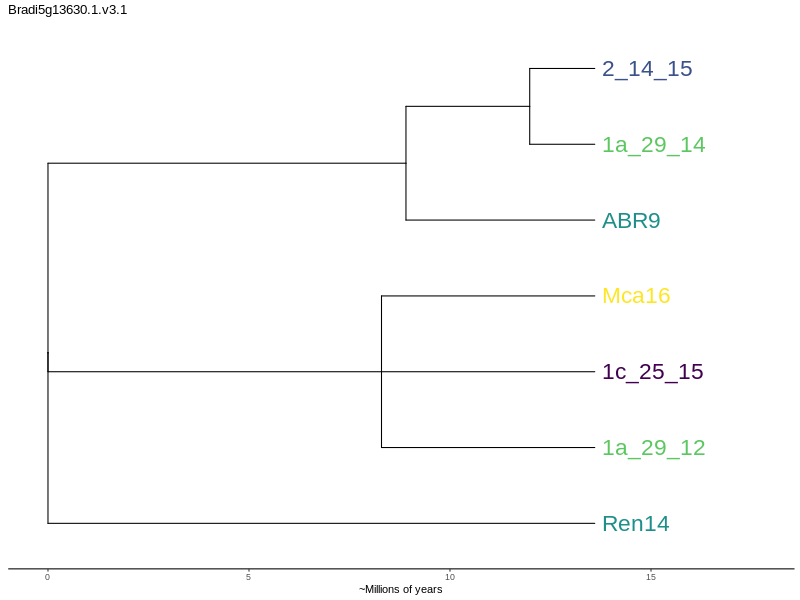 Bradi5g13630.1.v3.1
2_14_15
1a_29_14
ABR9
Mca16
1c_25_15
1a_29_12
Ren14
0 5 10 15
~Millions of years